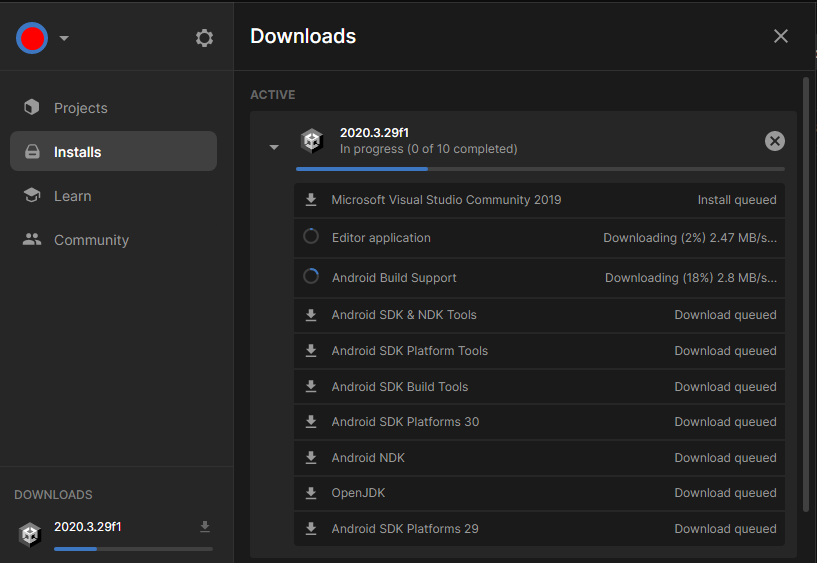 Downloads
Projects
Installs
Learn
Community
DOWNLOADS
2020.3.29f1
ACTIVE
2020.3.29f1
In progress (0 of 10 completed)
Microsoft Visual Studio Community 2019 Install queued
Editor application Downloading (2%) 2.47 MB/s...
Android Build Support Downloading (18%) 2.8 MB/s...
Android SDK & NDK Tools Download queued
Android SDK Platform Tools Download queued
Android SDK Build Tools Download queued
Android SDK Platforms 30 Download queued
Android NDK Download queued
OpenJDK Download queued
Android SDK Platforms 29 Download queued